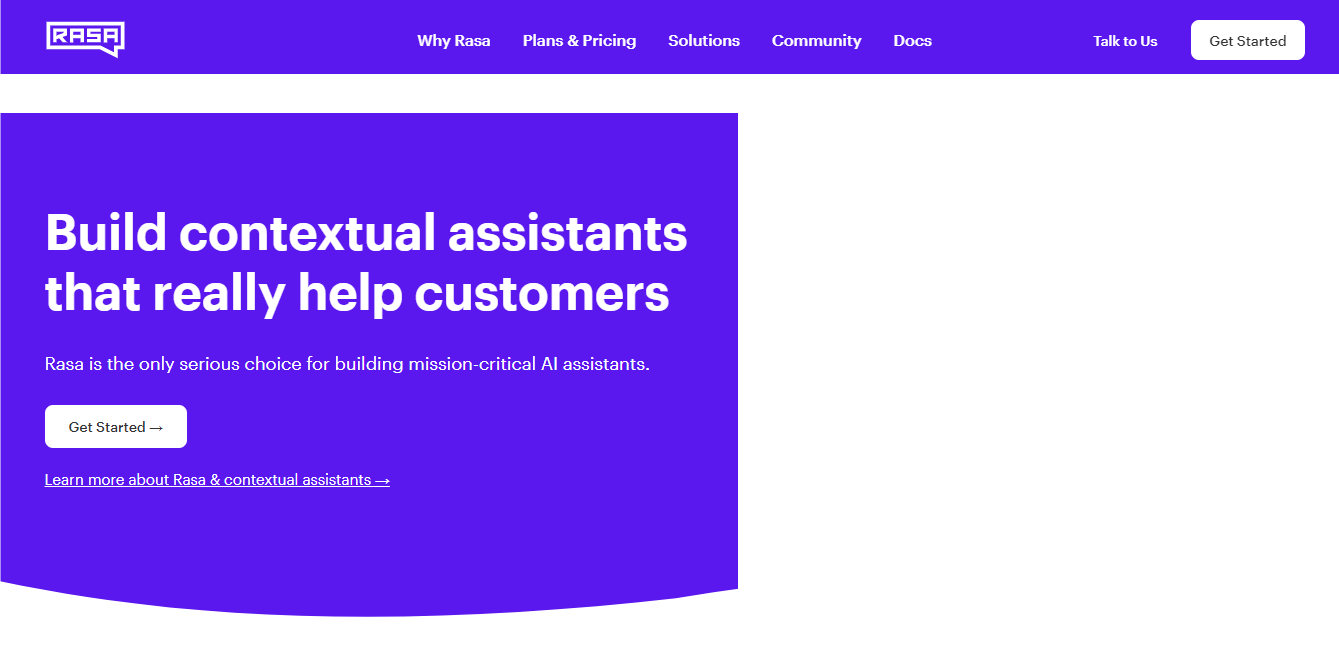 RASA
Why Rasa
Plans & Pricing
Solutions
Community
Docs
Talk to Us
Get Started
Build contextual assistants
that really help customers
Rasa is the only serious choice for building mission-critical AI assistants.
Get Started →
Learn more about Rasa & contextual assistants →